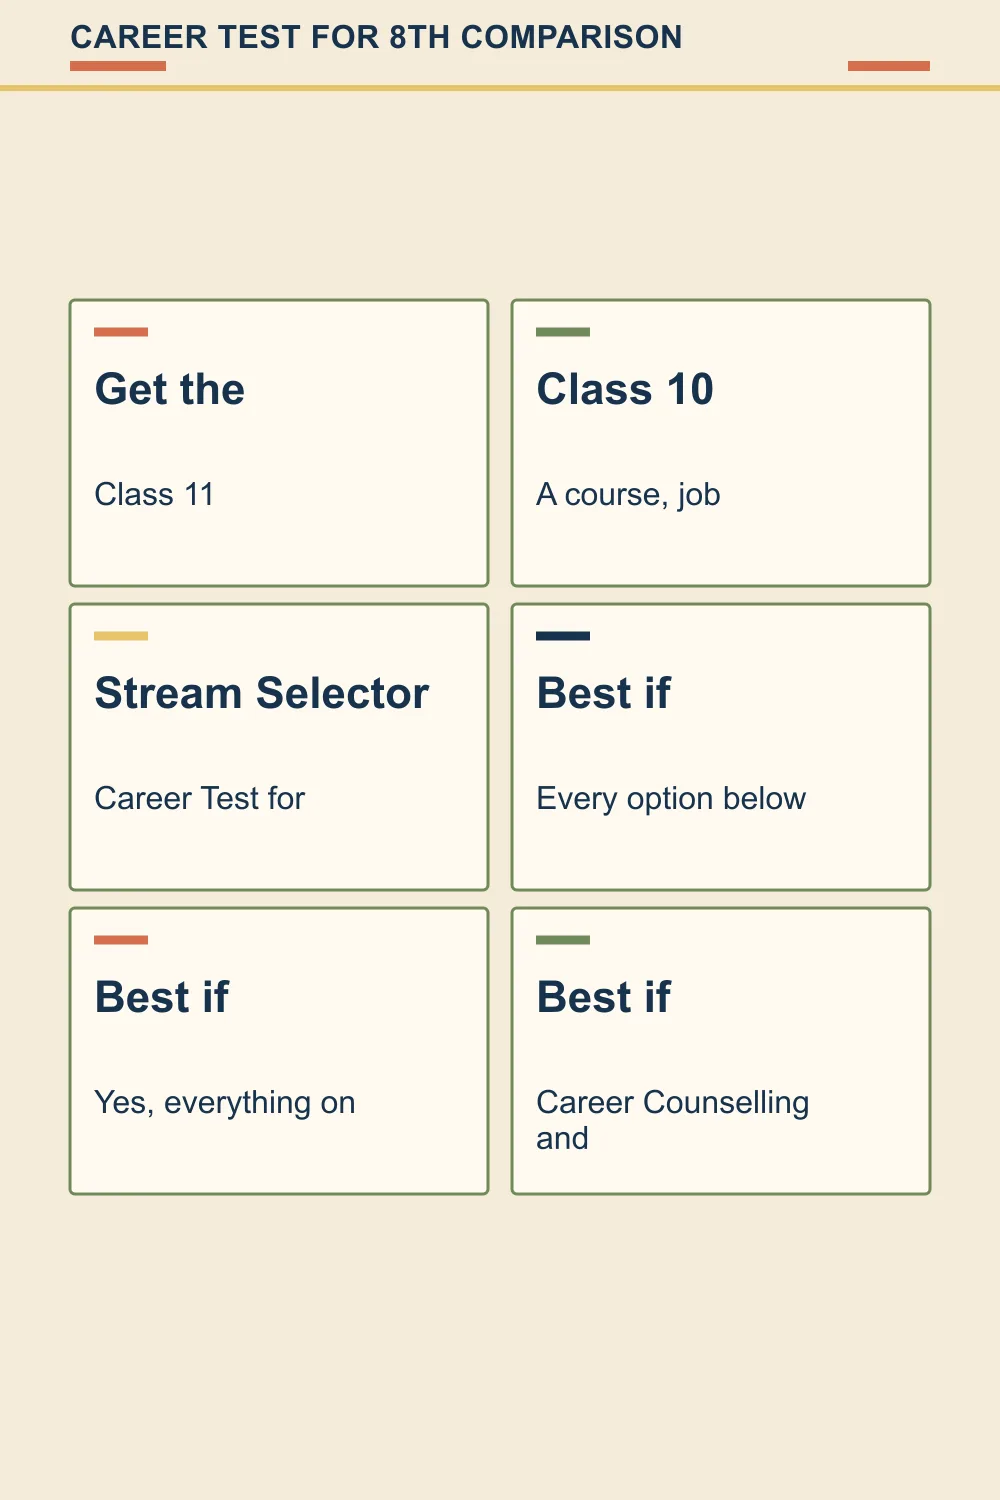 CAREER TEST FOR 8TH COMPARISON
Get the
Class 11
Class 10
A course, job
Stream Selector
Career Test for
Best if
Every option below
Best if
Yes, everything on
Best if
Career Counselling
and